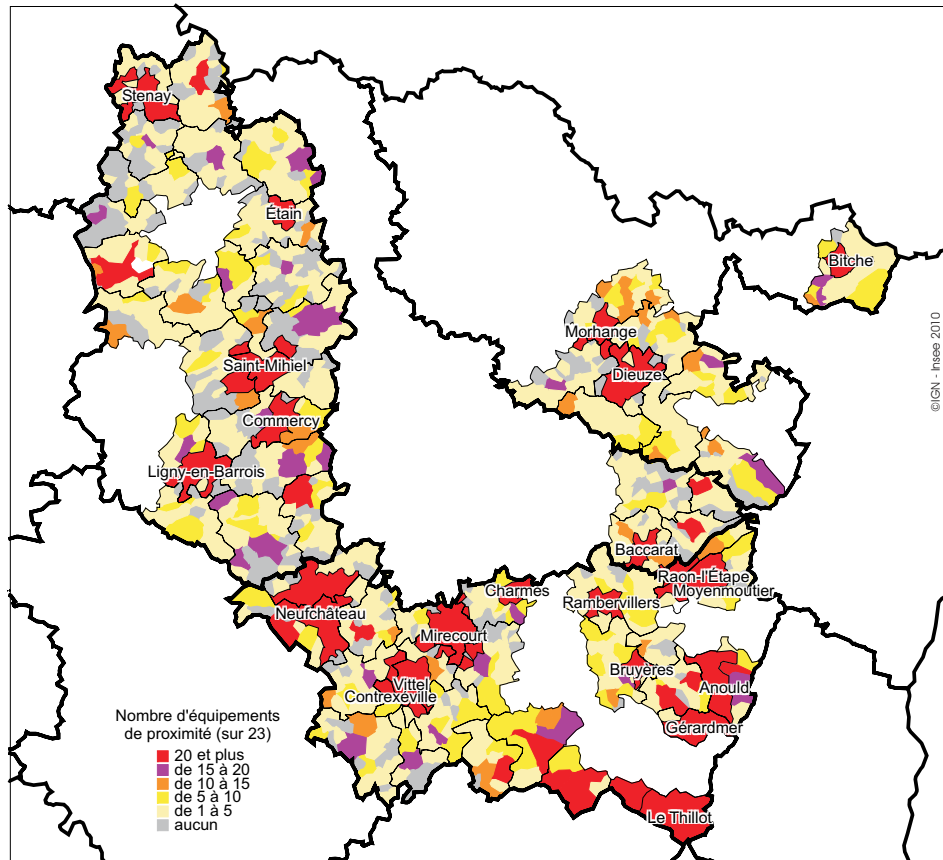 Stenay
Étain
Bitche
©IGN - Insee 2010
Morhange
Saint-Mihiel
Dieuze
Commercy
Ligny-en-Barrois
Baccarat
Raon-l'Étape
Charmes
Moyenmoutier
Rambervillers
Neufchâteau
Mirecourt
Bruyères
Vittel
Anould
Contrexéville
Gérardmer
Nombre d'équipements
de proximité (sur 23)
20 et plus
de 15 à 20
de 10 à 15
de 5 à 10
de 1 à 5
aucun
Le Thillot